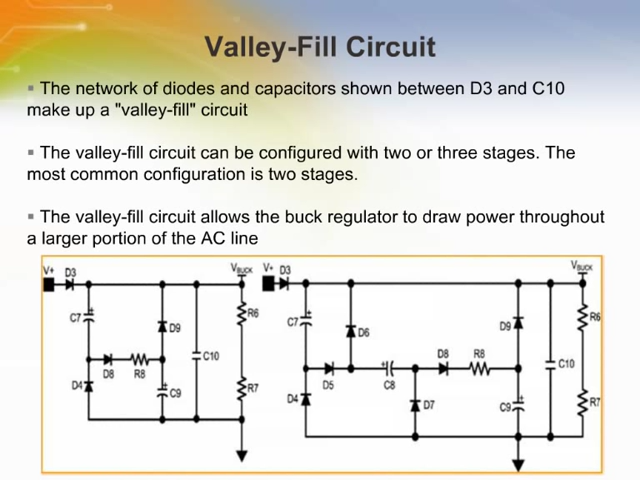 Valley-Fill Circuit
▪ The network of diodes and capacitors shown between D3 and C10
make up a "valley-fill" circuit
▪ The valley-fill circuit can be configured with two or three stages. The
most common configuration is two stages.
▪ The valley-fill circuit allows the buck regulator to draw power throughout
a larger portion of the AC line
V+ D3 VBUCK V+ D3 VBUCK
C7 R6 C7 D6 D9 R6
D9
C10 D8 R8 C10
D8 R8 D5 C8
D4 C9 R7 D4 D7 C9 R7